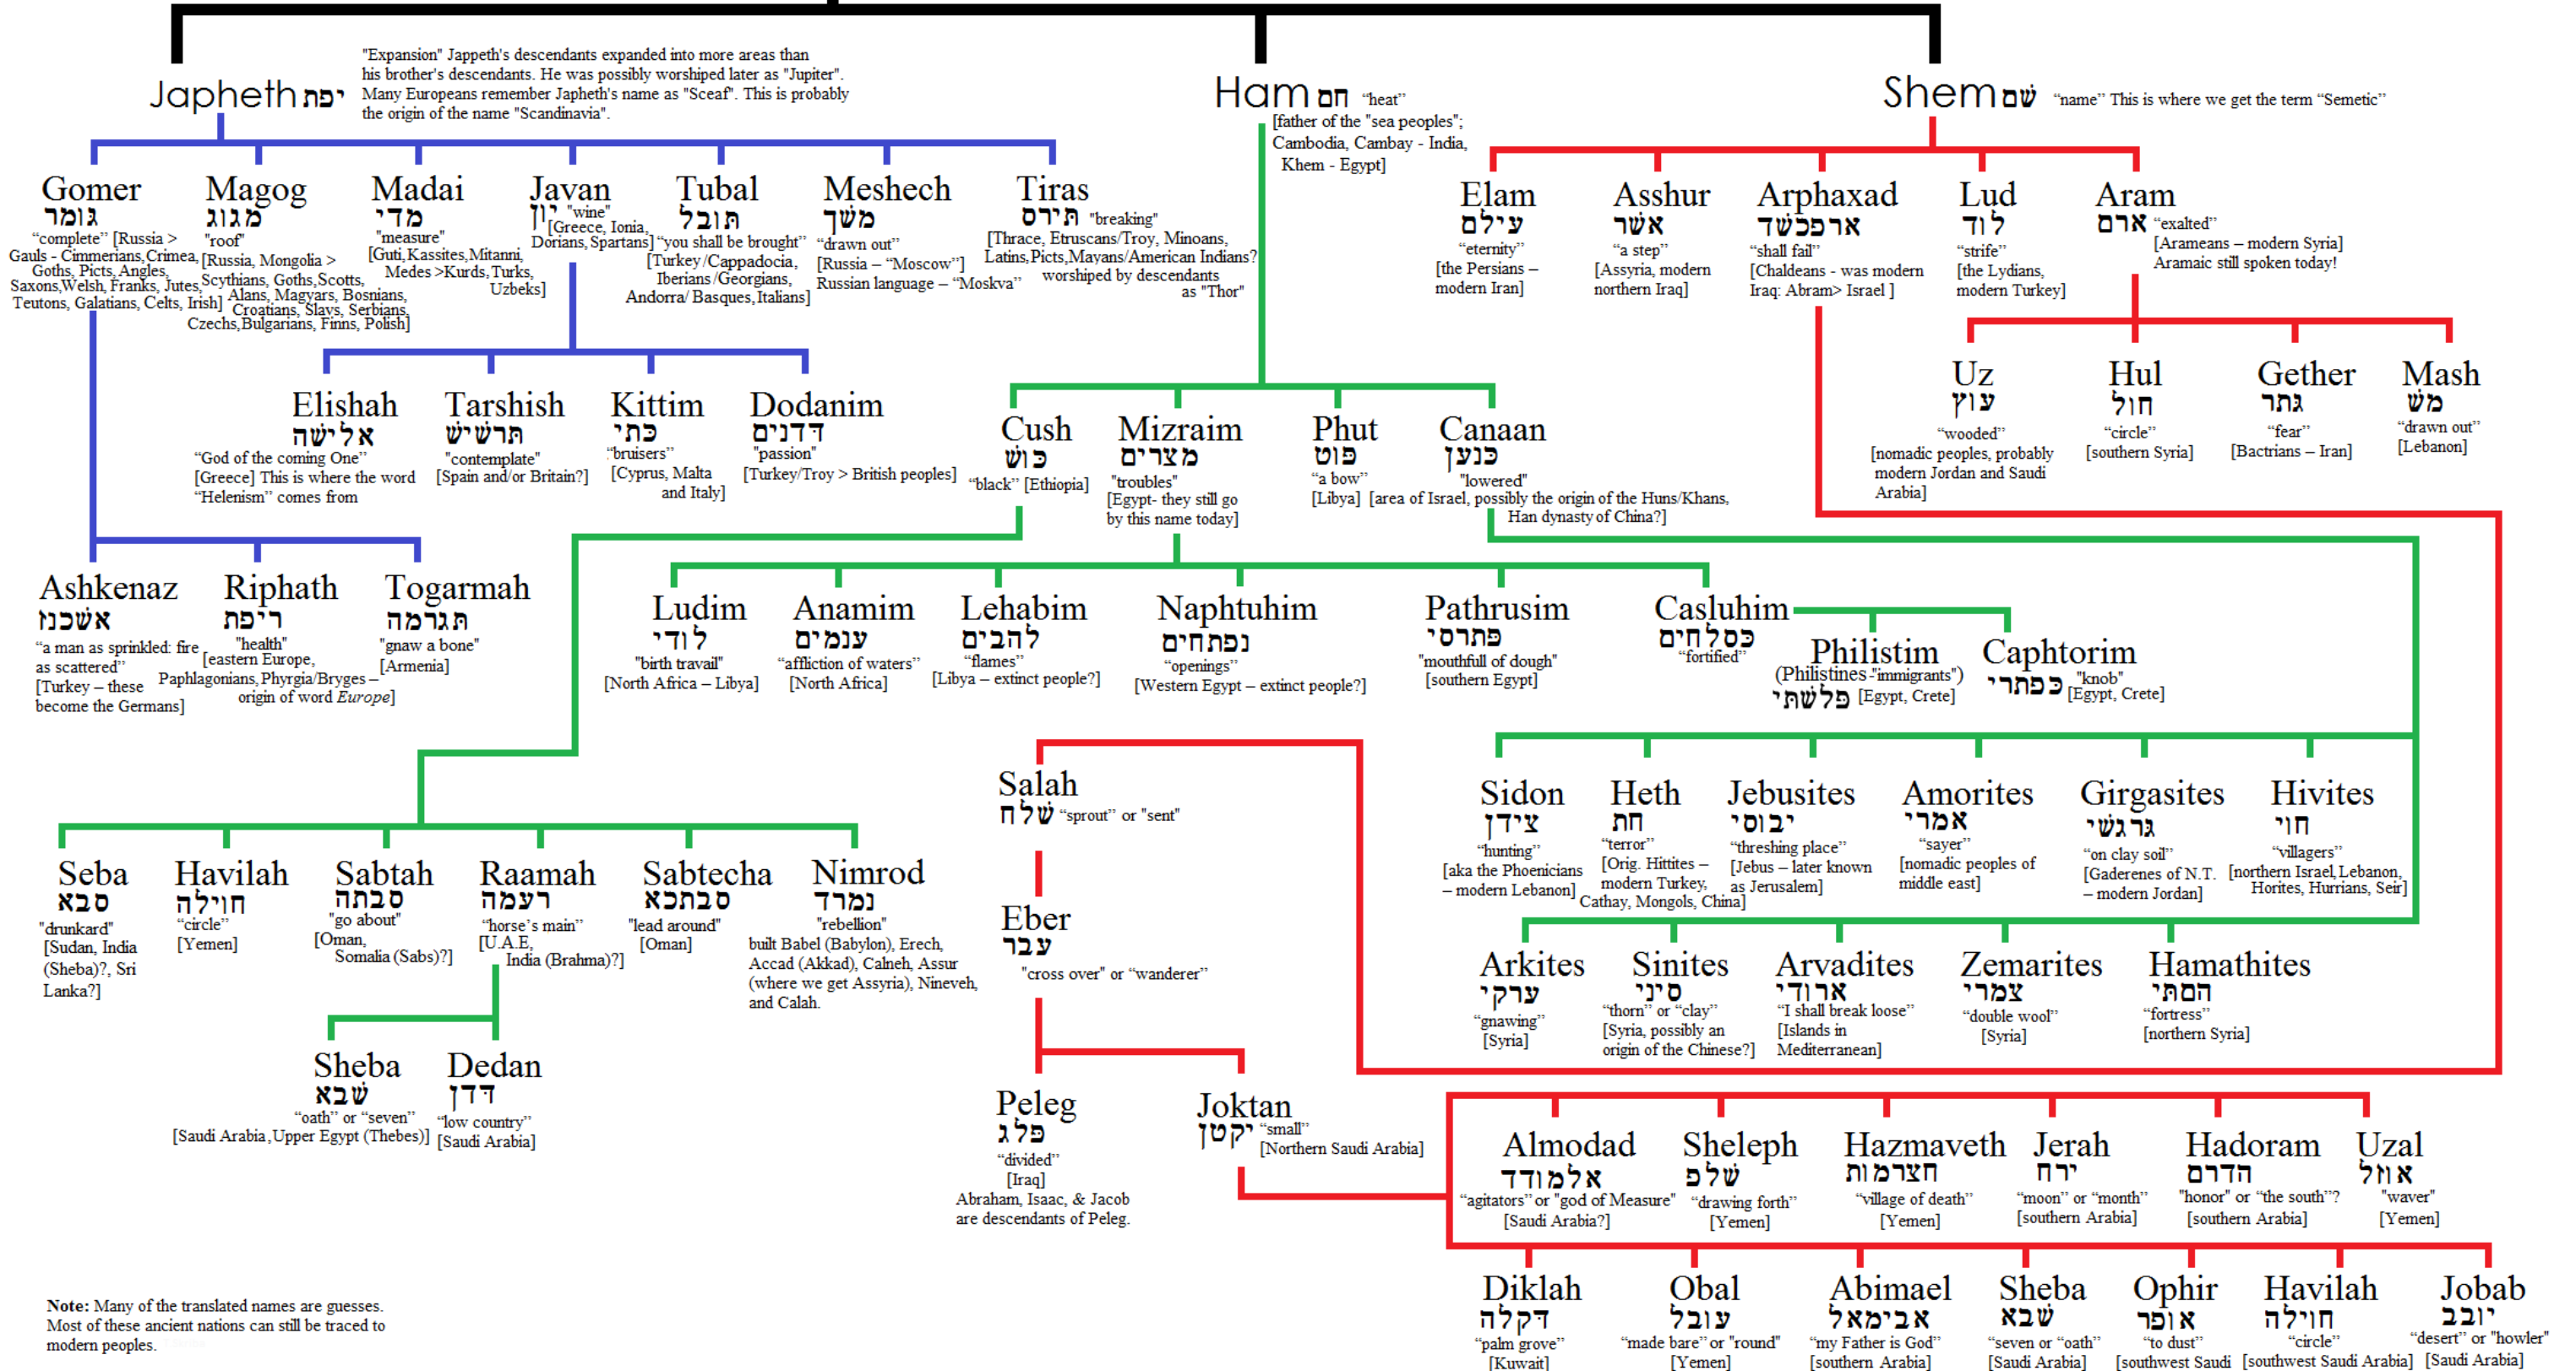 "Expansion" Jappeth's descendants expanded into more areas than
his brother's descendants. He was possibly worshiped later as "Jupiter".
Many Europeans remember Japheth's name as "Sceaf". This is probably
the origin of the name "Scandinavia".
Japheth יפת
Ham חם “heat”
[father of the "sea peoples";
Cambodia, Cambay - India,
Khem - Egypt]
Shem שם “name” This is where we get the term “Semetic”
Gomer
גומר
“complete” [Russia >
Gauls - Cimmerians,Crimea,
Goths, Picts, Angles,
Saxons,Welsh, Franks, Jutes,
Teutons, Galatians, Celts, Irish]
Magog
מגוג
"roof"
[Russia, Mongolia >
Scythians, Goths,Scotts,
Alans, Magyars, Bosnians,
Croatians, Slavs, Serbians,
Czechs,Bulgarians, Finns, Polish]
Madai
מדי
"measure"
[Guti,Kassites,Mitanni,
Medes >Kurds,Turks,
Uzbeks]
Javan
יון "wine"
[Greece, Ionia,
Dorians,Spartans]
Tubal
תובל
“you shall be brought”
[Turkey/Cappadocia,
Iberians/Georgians,
Andorra/ Basques,Italians]
Meshech
משך
“drawn out”
[Russia – “Moscow”]
Russian language – “Moskva”
Tiras
תירס "breaking"
[Thrace, Etruscans/Troy, Minoans,
Latins,Picts,Mayans/American Indians?
worshiped by descendants
as "Thor"
Elam
עילם
“eternity”
[the Persians –
modern Iran]
Asshur
אשר
“a step”
[Assyria, modern
northern Iraq]
Arphaxad
ארפכשד
“shall fail”
[Chaldeans - was modern
Iraq: Abram> Israel ]
Lud
לוד
“strife”
[the Lydians,
modern Turkey]
Aram
ארם “exalted”
[Arameans – modern Syria]
Aramaic still spoken today!
Elishah
אלישה
“God of the coming One”
[Greece] This is where the word
“Helenism” comes from
Tarshish
תרשיש
"contemplate"
[Spain and/or Britain?]
Kittim
כתי
“bruisers”
[Cyprus, Malta
and Italy]
Dodanim
דדנים
"passion"
[Turkey/Troy > British peoples]
Cush
כוש
“black” [Ethiopia]
Mizraim
מצרים
"troubles"
[Egypt- they still go
by this name today]
Phut
פוט
“a bow”
[Libya]
Canaan
כנען
"lowered"
[area of Israel, possibly the origin of the Huns/Khans,
Han dynasty of China?]
Uz
עוץ
“wooded”
[nomadic peoples, probably
modern Jordan and Saudi
Arabia]
Hul
חול
“circle”
[southern Syria]
Gether
גתר
“fear”
[Bactrians – Iran]
Mash
מש
“drawn out”
[Lebanon]
Ashkenaz
אשכנז
“a man as sprinkled: fire
as scattered”
[Turkey – these
become the Germans]
Riphath
ריפת
"health"
[eastern Europe,
Paphlagonians,Phyrgia/Bryges –
origin of word Europe]
Togarmah
תגרמה
"gnaw a bone"
[Armenia]
Ludim
לודי
"birth travail"
[North Africa – Libya]
Anamim
ענמים
“affliction of waters”
[North Africa]
Lehabim
להבים
“flames”
[Libya – extinct people?]
Naphtuhim
נפתחים
“openings”
[Western Egypt – extinct people?]
Pathrusim
פתרסי
"mouthfull of dough"
[southern Egypt]
Casluhim
כסלחים
“fortified”
Philistim
(Philistines-"immigrants")
פלשתי [Egypt, Crete]
Caphtorim
כפתרי "knob"
[Egypt, Crete]
Salah
שלח “sprout” or "sent"
Eber
עבר
"cross over" or “wanderer”
Sidon
צידן
“hunting”
[aka the Phoenicians
– modern Lebanon]
Heth
חת
“terror”
[Orig. Hittites –
modern Turkey,
Cathay, Mongols, China]
Jebusites
יבוסי
“threshing place”
[Jebus – later known
as Jerusalem]
Amorites
אמרי
“sayer”
[nomadic peoples of
middle east]
Girgasites
גרגשי
“on clay soil”
[Gaderenes of N.T.
– modern Jordan]
Hivites
חוי
“villagers”
[northern Israel,Lebanon,
Horites, Hurrians, Seir]
Seba
סבא
"drunkard"
[Sudan, India
(Sheba)?, Sri
Lanka?]
Havilah
חוילה
“circle”
[Yemen]
Sabtah
סבתה
"go about"
[Oman,
Somalia (Sabs)?]
Raamah
רעמה
“horse’s main”
[U.A.E,
India (Brahma)?]
Sabtecha
סבתכא
"lead around"
[Oman]
Nimrod
נמרד
"rebellion"
built Babel (Babylon), Erech,
Accad (Akkad), Calneh, Assur
(where we get Assyria), Nineveh,
and Calah.
Arkites
ערקי
“gnawing”
[Syria]
Sinites
סיני
“thorn” or “clay”
[Syria, possibly an
origin of the Chinese?]
Arvadites
ארודי
“I shall break loose”
[Islands in
Mediterranean]
Zemarites
צמרי
“double wool”
[Syria]
Hamathites
הםתי
“fortress”
[northern Syria]
Sheba
שבא
“oath” or “seven”
[Saudi Arabia,Upper Egypt (Thebes)]
Dedan
דדן
“low country”
[Saudi Arabia]
Peleg
פלג
“divided”
[Iraq]
Abraham, Isaac, & Jacob
are descendants of Peleg.
Joktan
יקטן “small”
[Northern Saudi Arabia]
Almodad
אלמודד
“agitators” or "god of Measure"
[Saudi Arabia?]
Sheleph
שלפ
“drawing forth”
[Yemen]
Hazmaveth
חצרמות
“village of death”
[Yemen]
Jerah
ירח
“moon” or “month”
[southern Arabia]
Hadoram
הדרם
"honor" or “the south”?
[southern Arabia]
Uzal
אוזל
"waver"
[Yemen]
Diklah
דקלה
“palm grove”
[Kuwait]
Obal
עובל
“made bare” or "round"
[Yemen]
Abimael
אבימאל
“my Father is God”
[southern Arabia]
Sheba
שבא
“seven or “oath”
[Saudi Arabia]
Ophir
אופר
“to dust”
[southwest Saudi
Havilah
חוילה
“circle”
[southwest Saudi Arabia]
Jobab
יובב
“desert” or "howler"
[Saudi Arabia]
Note: Many of the translated names are guesses.
Most of these ancient nations can still be traced to
modern peoples.